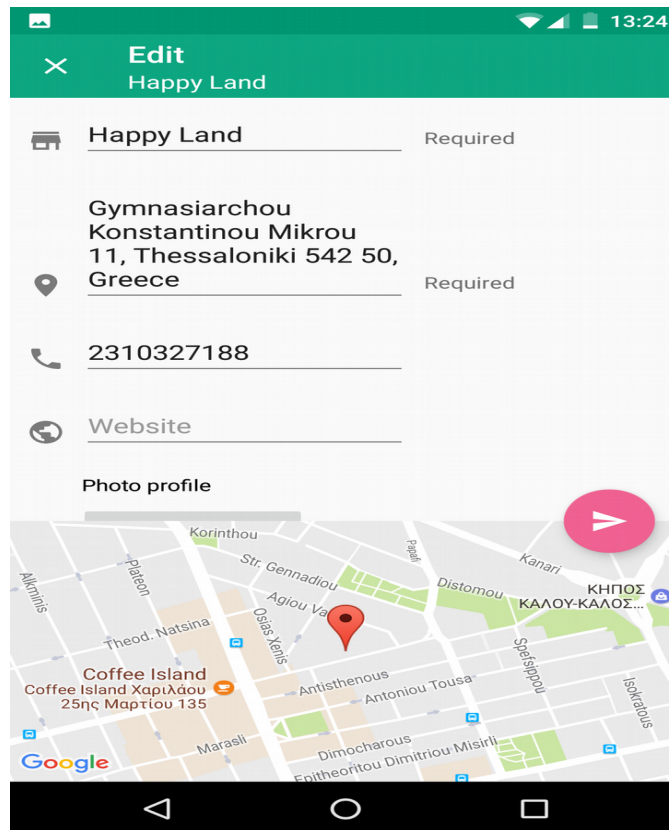 13:24
Edit
Happy Land
Happy Land
Required
Gymnasiarchou
Konstantinou Mikrou
11, Thessaloniki 542 50,
Greece
Required
2310327188
Website
Photo profile
Korinthou
Papafi
Str. Gennadiou
Kanari
Alkminis
Plateon
Distomou
ΚΗΠΟΣ
ΚΑΛΟΥ-ΚΑΛΟΣ...
Agiou Va
Osias Xenis
Theod. Natsina
Spefsippou
Coffee Island
Coffee Island Χαριλάου
25ης Μαρτίου 135
Antisthenous
Antoniou Tousa
Isokratous
Marasli
Dimocharous
Google
Epitheoritou Dimitriou Misirli